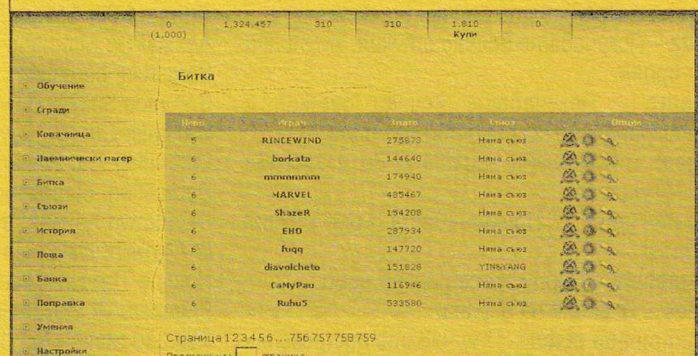 0 1,324,457 310 310 1,810 0
(1,000) Купи
Битка
Обучение
Сгради
Ковачница
Наемнически лагер
Битка
Съюзи
История
Поща
Банка
Поправка
Умения
Настройки
Ниво Играч Злато Съюз Опции
5 RINCEWIND Няма съюз
6 borkata 144640 Няма съюз
6 mmmmmm 174940 Няма съюз
6 MARVEL 485467 Няма съюз
6 ShazeR 154208 Няма съюз
6 ENO 287934 Няма съюз
6 fuqq 147720 Няма съюз
6 diavolcheto 151828 YIN&YANG
6 CaMyPau 116946 Няма съюз
6 Ruhu5 533580 Няма съюз
Страница 1 2 3 4 5 6 ... 756 757 758 759
страница